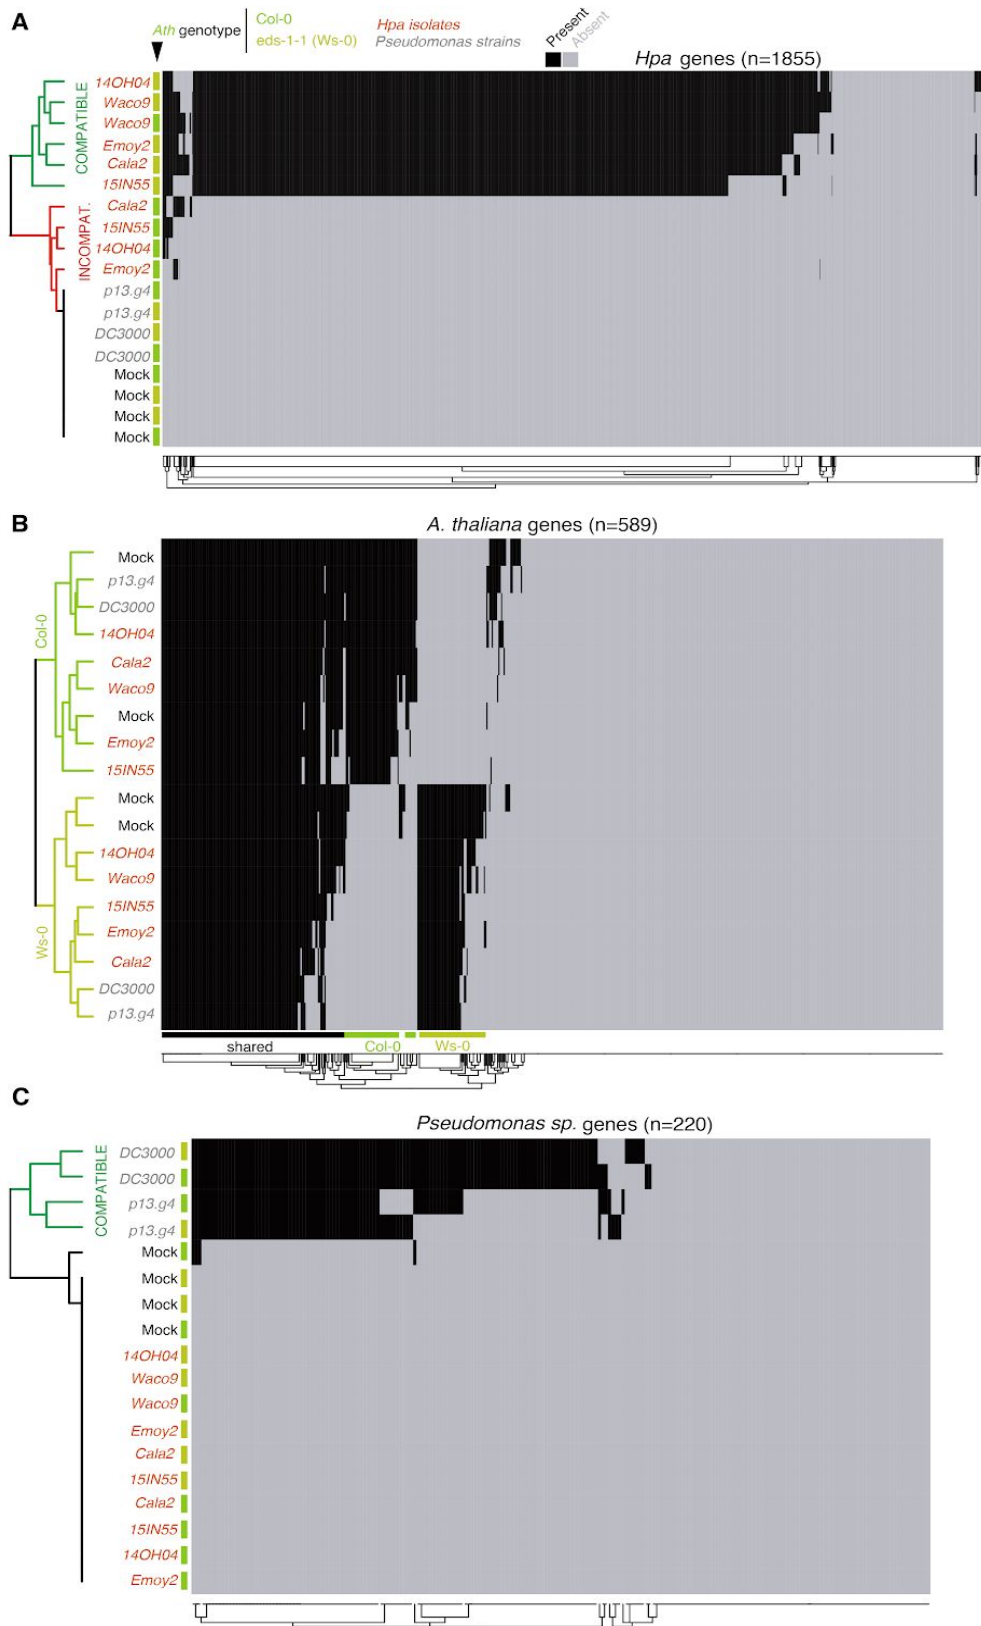 A
Ath genotype
Col-0
eds-1-1 (Ws-0)
Hpa isolates
Pseudomonas strains
Present
Absent
Hpa genes (n=1855)
COMPATIBLE
INCOMPAT.
14OH04
Waco9
Waco9
Emoy2
Cala2
15IN55
Cala2
15IN55
14OH04
Emoy2
p13.g4
p13.g4
DC3000
DC3000
Mock
Mock
Mock
Mock
B
A. thaliana genes (n=589)
Col-0
Ws-0
Mock
p13.g4
DC3000
14OH04
Cala2
Waco9
Mock
Emoy2
15IN55
Mock
Mock
14OH04
Waco9
15IN55
Emoy2
Cala2
DC3000
p13.g4
shared
Col-0
Ws-0
C
Pseudomonas sp. genes (n=220)
COMPATIBLE
DC3000
DC3000
p13.g4
p13.g4
Mock
Mock
Mock
Mock
14OH04
Waco9
Waco9
Emoy2
Cala2
15IN55
Cala2
15IN55
14OH04
Emoy2